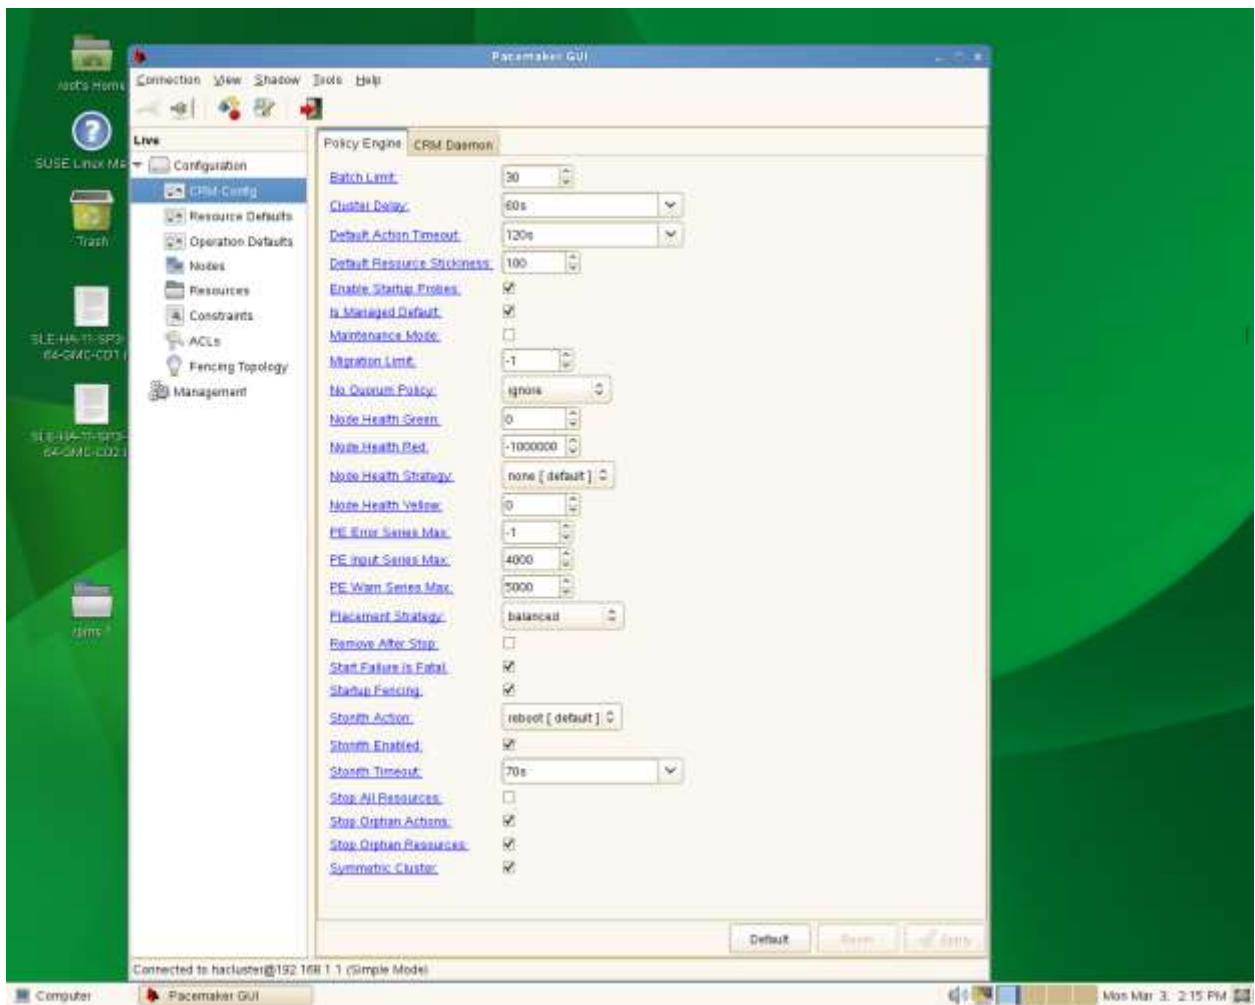 Pacemaker GUI
Connection View Shadow Tools Help
root's Home
SUSE Linux
Trash
Live
Configuration
CRM-Config
Resource Defaults
Operation Defaults
Nodes
Resources
Constraints
ACLs
Fencing Topology
Management
Policy Engine CRM Daemon
Batch Limit: 30
Cluster Delay: 60s
Default Action Timeout: 120s
Default Resource Stickiness: 100
Enable Startup Probes:
Is Managed Default:
Maintenance Mode:
Migration Limit: -1
No Quorum Policy: ignore
Node Health Green: 0
Node Health Red: -1000000
Node Health Strategy: none [ default ]
Node Health Yellow: 0
PE Error Series Max: -1
PE Input Series Max: 4000
PE Warn Series Max: 5000
Placement Strategy: balanced
Remove After Stop:
Start Failure is Fatal:
Startup Fencing:
Stonith Action: reboot [ default ]
Stonith Enabled:
Stonith Timeout: 70s
Stop All Resources:
Stop Orphan Actions:
Stop Orphan Resources:
Symmetric Cluster:
Default Apply
Connected to hacluster@192.168.1.1 (Simple Mode)
Computer Pacemaker GUI Mon Mar 3, 2:15 PM